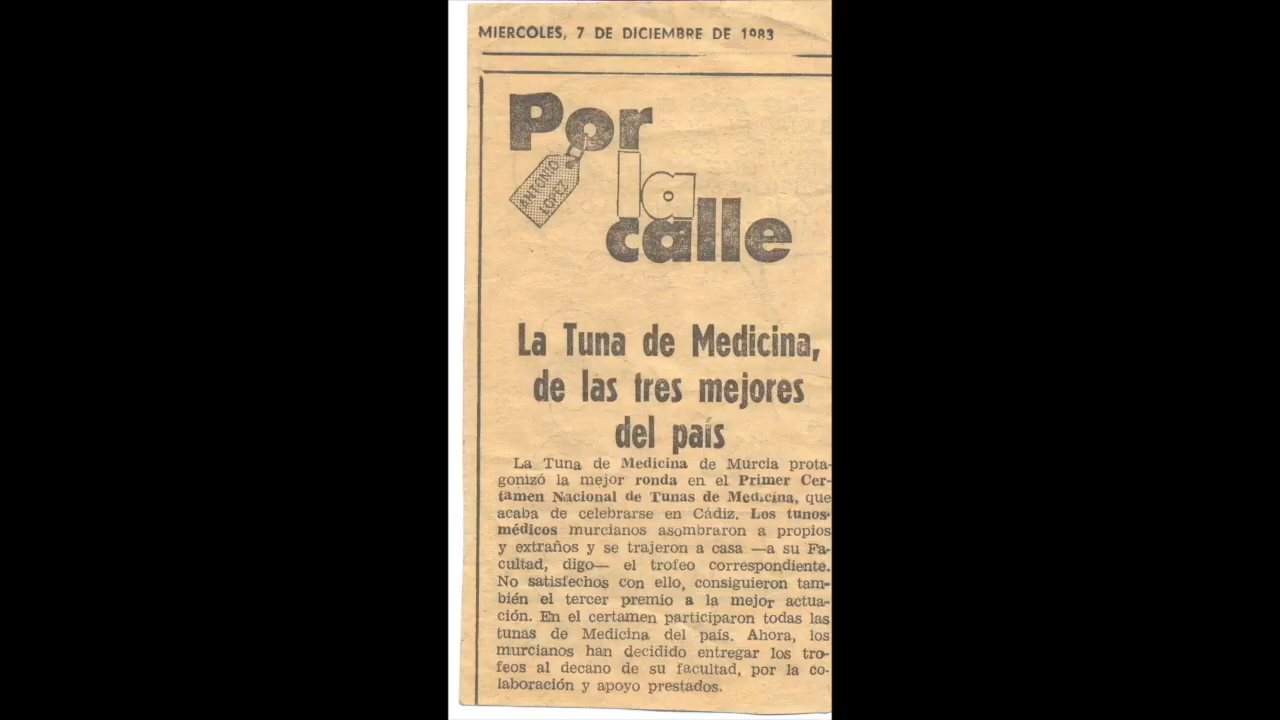 MIERCOLES, 7 DE DICIEMBRE DE 1983
Por
la
calle
ANTONIO
LOPEZ
La Tuna de Medicina,
de las tres mejores
del país
La Tuna de Medicina de Murcia prota-
gonizó la mejor ronda en el Primer Cer-
tamen Nacional de Tunas de Medicina, que
acaba de celebrarse en Cádiz. Los tunos-
médicos murcianos asombraron a propios
y extraños y se trajeron a casa —a su Fa-
cultad, digo— el trofeo correspondiente.
No satisfechos con ello, consiguieron tam-
bién el tercer premio a la mejor actua-
ción. En el certamen participaron todas las
tunas de Medicina del país. Ahora, los
murcianos han decidido entregar los tro-
feos al decano de su facultad, por la co-
laboración y apoyo prestados.